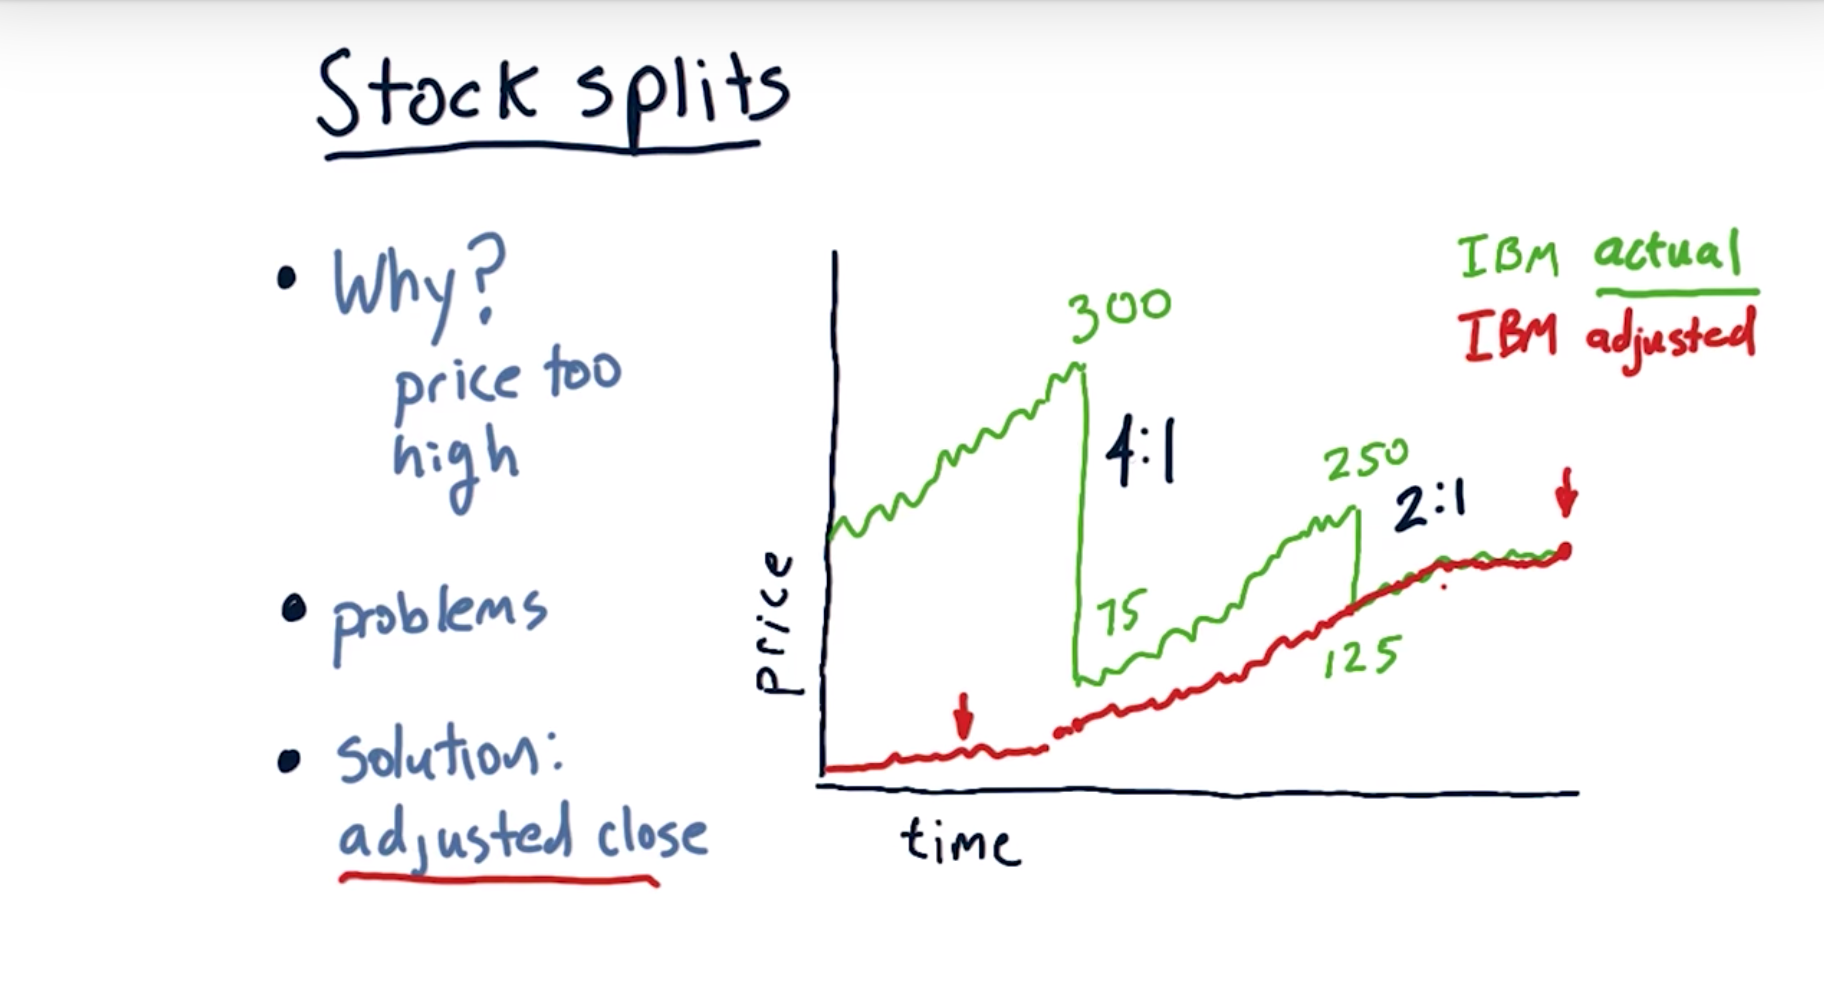 Stock splits
• Why?
price too
high
• problems
• solution:
adjusted close
IBM actual
IBM adjusted
300
4:1
250
2:1
75
125
price
time